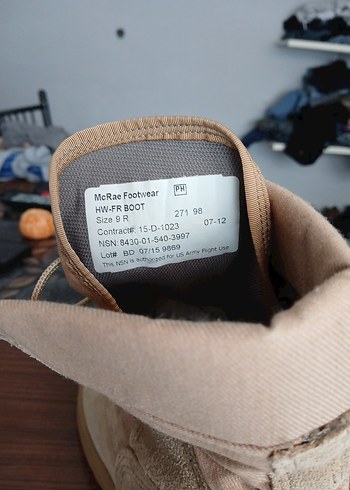 McRae Footwear PH
HW-FR BOOT
Size 9 R 271 98
Contract#: 15-D-1023 07-12
NSN: 8430-01-540-3997
Lot# BD 07/15 9869
This NSN is authorized for US Army Flight Use